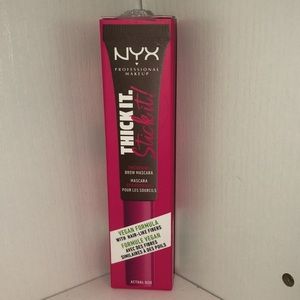 NYX
PROFESSIONAL
MAKEUP
THICK IT.
Stick it!
BROW MASCARA
MASCARA
POUR LES SOURCILS
VEGAN FORMULA
WITH HAIR-LIKE FIBERS
FORMULE VEGAN
AVEC DES FIBRES
SIMILAIRES À DES POILS
ACTUAL SIZE